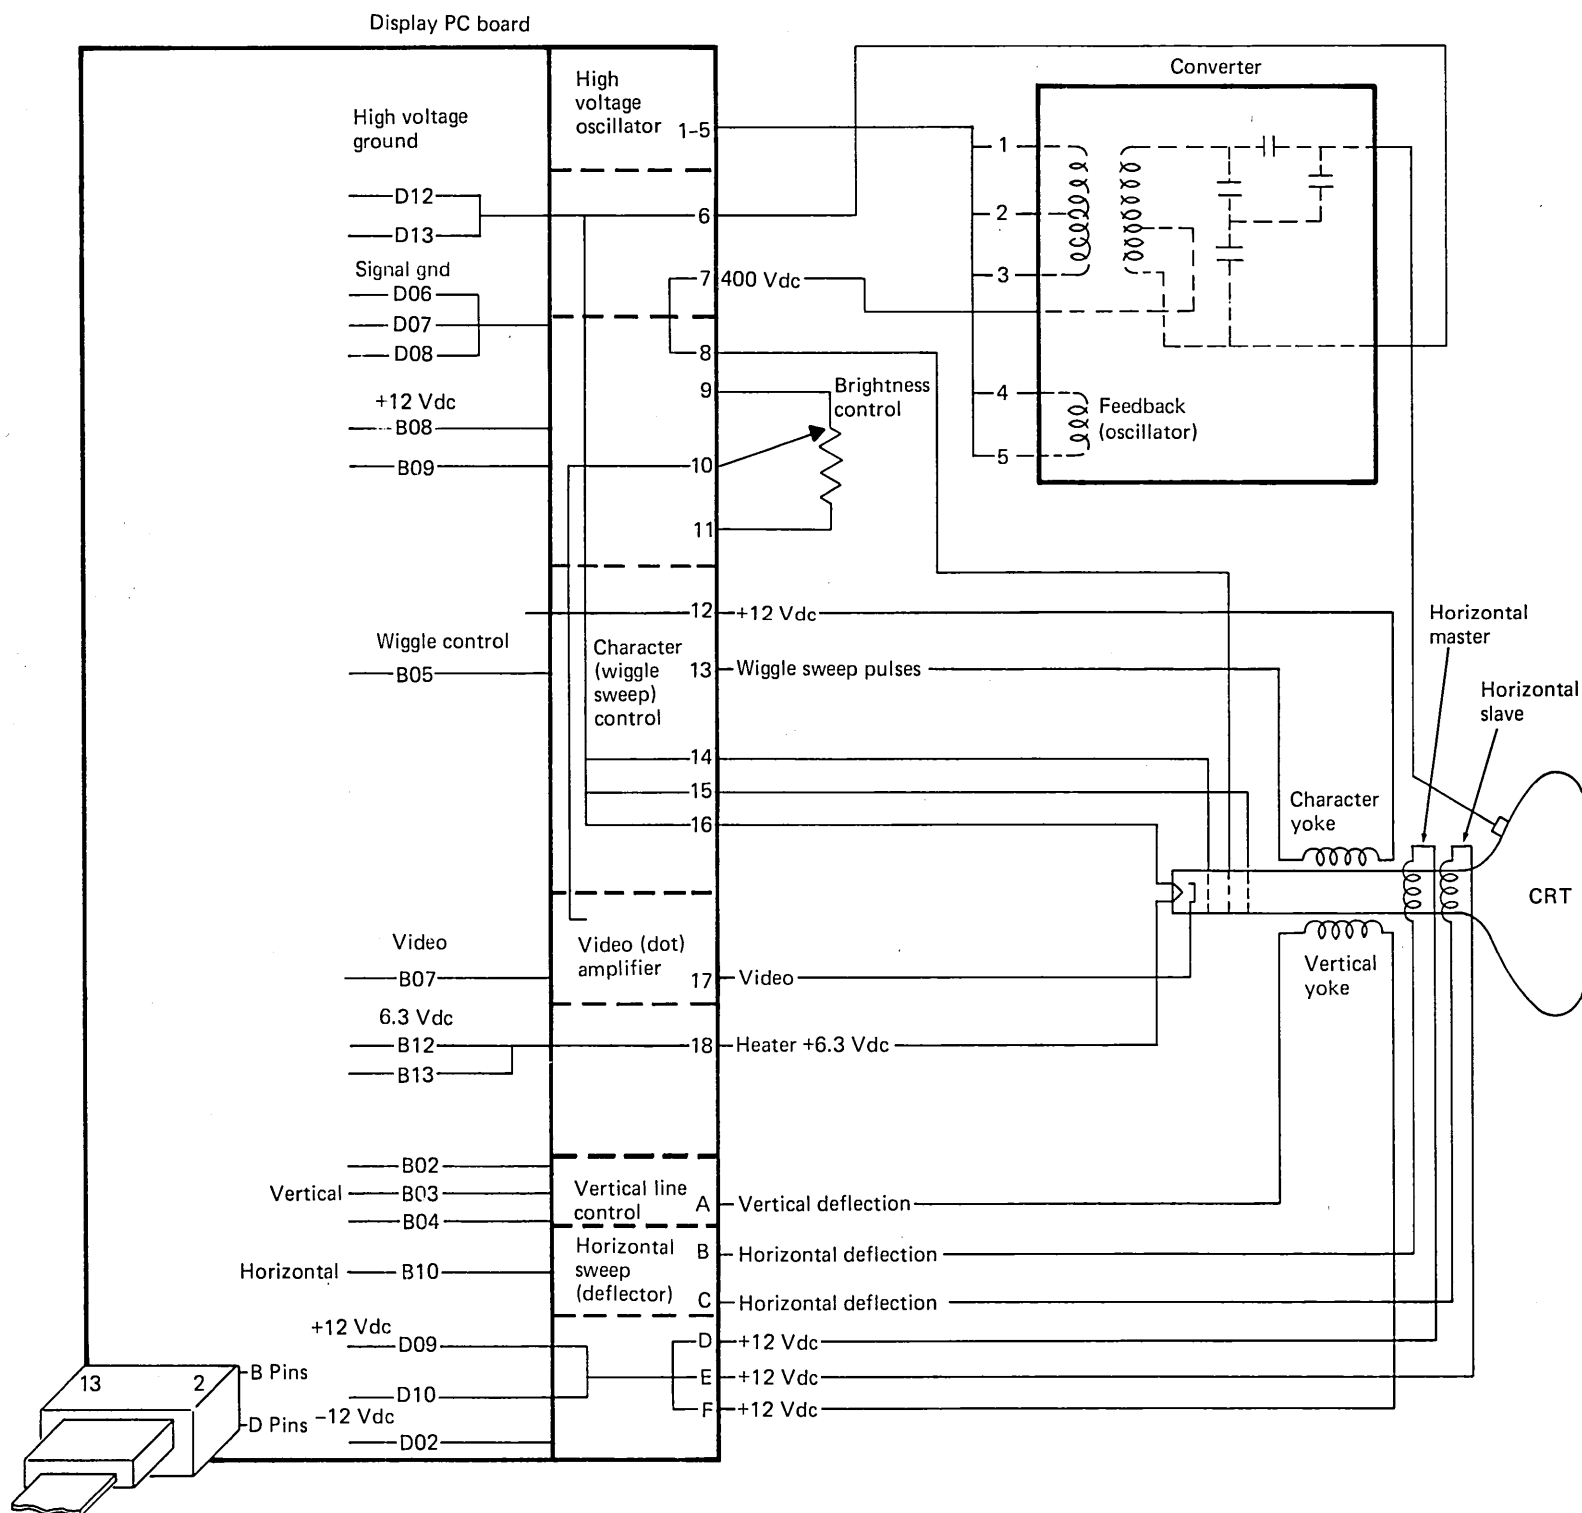 Display PC board
High
voltage
oscillator
1-5
High voltage
ground
D12
D13
6
Signal gnd
D06
D07
D08
7
400 Vdc
8
9
+12 Vdc
B08
B09
10
11
Brightness
control
Converter
1
2
3
4
5
Feedback
(oscillator)
12
+12 Vdc
Wiggle control
B05
Character
(wiggle
sweep)
control
13
Wiggle sweep pulses
14
15
16
Horizontal
master
Horizontal
slave
Character
yoke
CRT
Vertical
yoke
Video
B07
Video (dot)
amplifier
17
Video
6.3 Vdc
B12
B13
18
Heater +6.3 Vdc
B02
Vertical
B03
B04
Vertical line
control
A
Vertical deflection
Horizontal
B10
Horizontal
sweep
(deflector)
B
Horizontal deflection
C
Horizontal deflection
+12 Vdc
D09
D10
D
+12 Vdc
E
+12 Vdc
F
+12 Vdc
-12 Vdc
D02
13
2
B Pins
D Pins